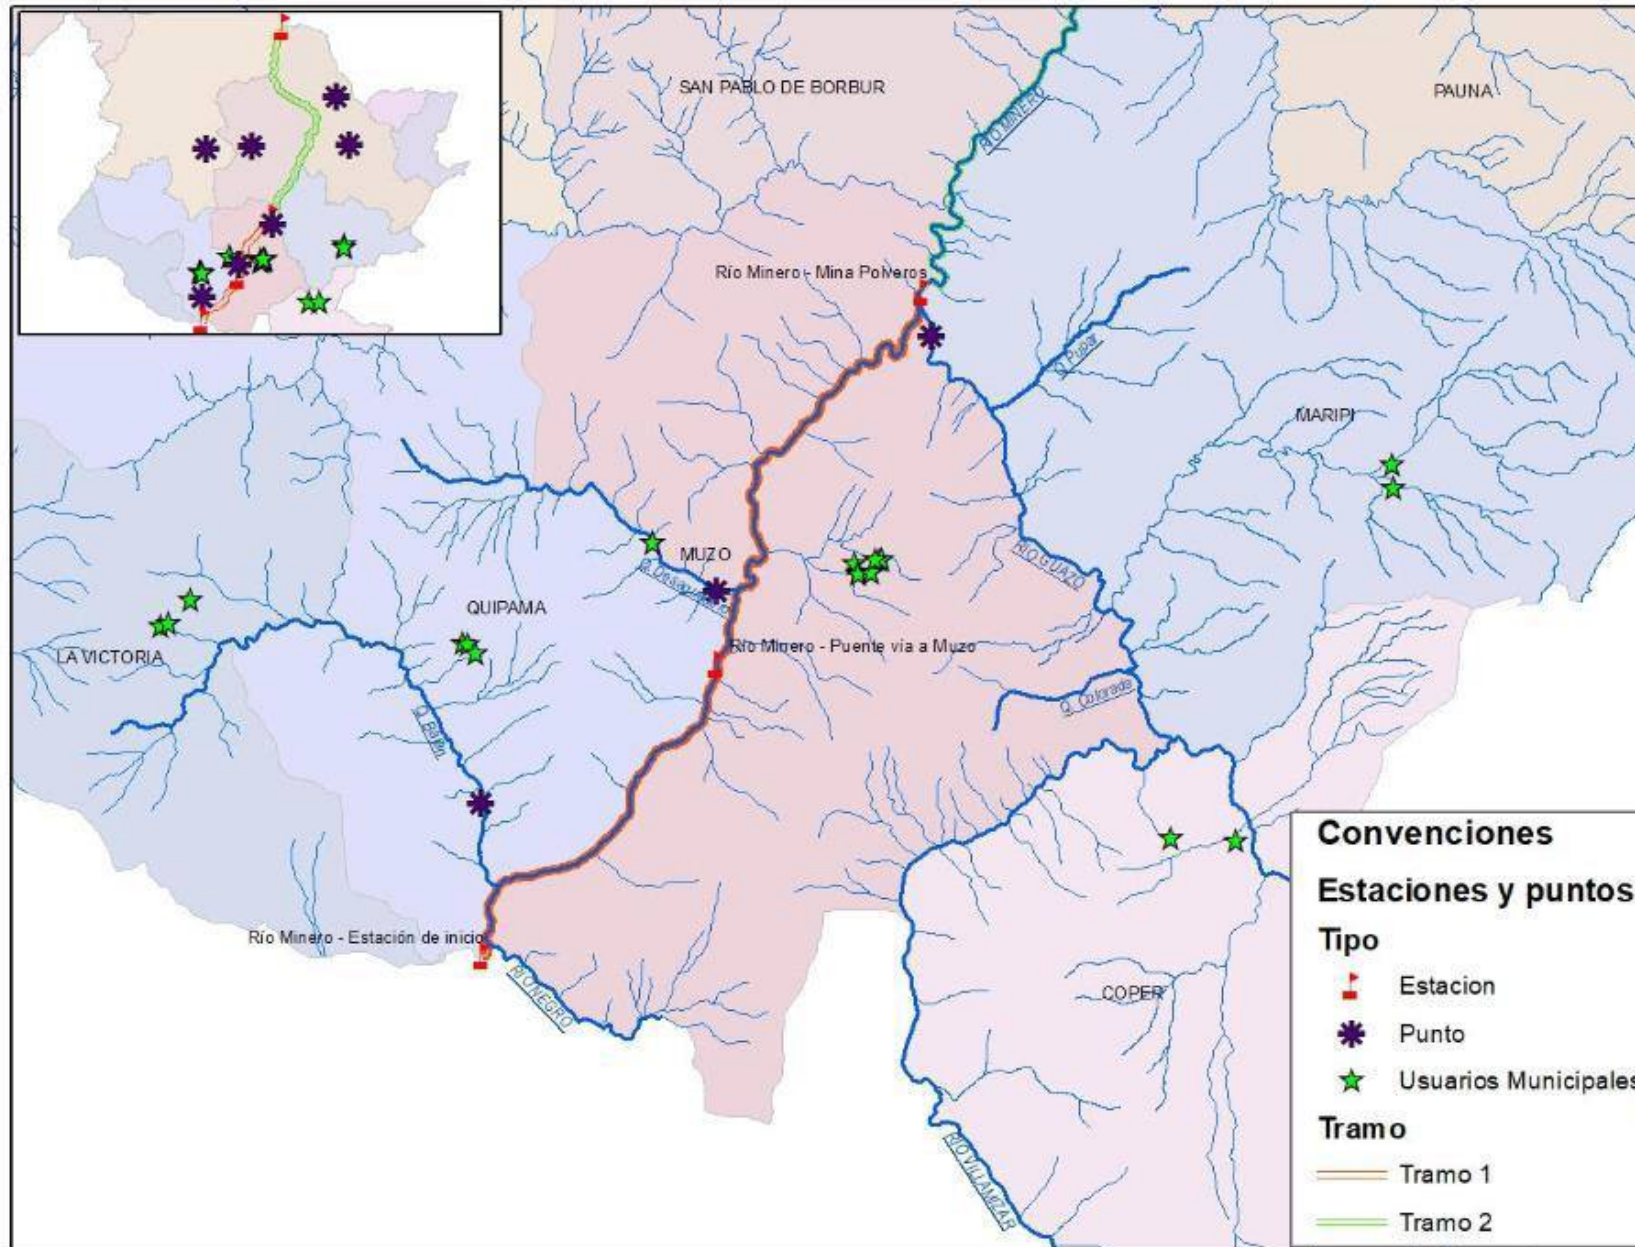 SAN PABLO DE BORBUR
PAUNA
RIO MINERO
Río Minero - Mina Polveros
Q. Pupar
MARIPI
MUZO
RIO GUAZO
QUIPAMA
LA VICTORIA
Río Minero - Puente vía a Muzo
Q. Colorada
Río Minero - Estación de inicio
RIO NEGRO
COPER
RIO VILLAMIZAR
Convenciones
Estaciones y puntos
Tipo
Estacion
Punto
Usuarios Municipales
Tramo
Tramo 1
Tramo 2